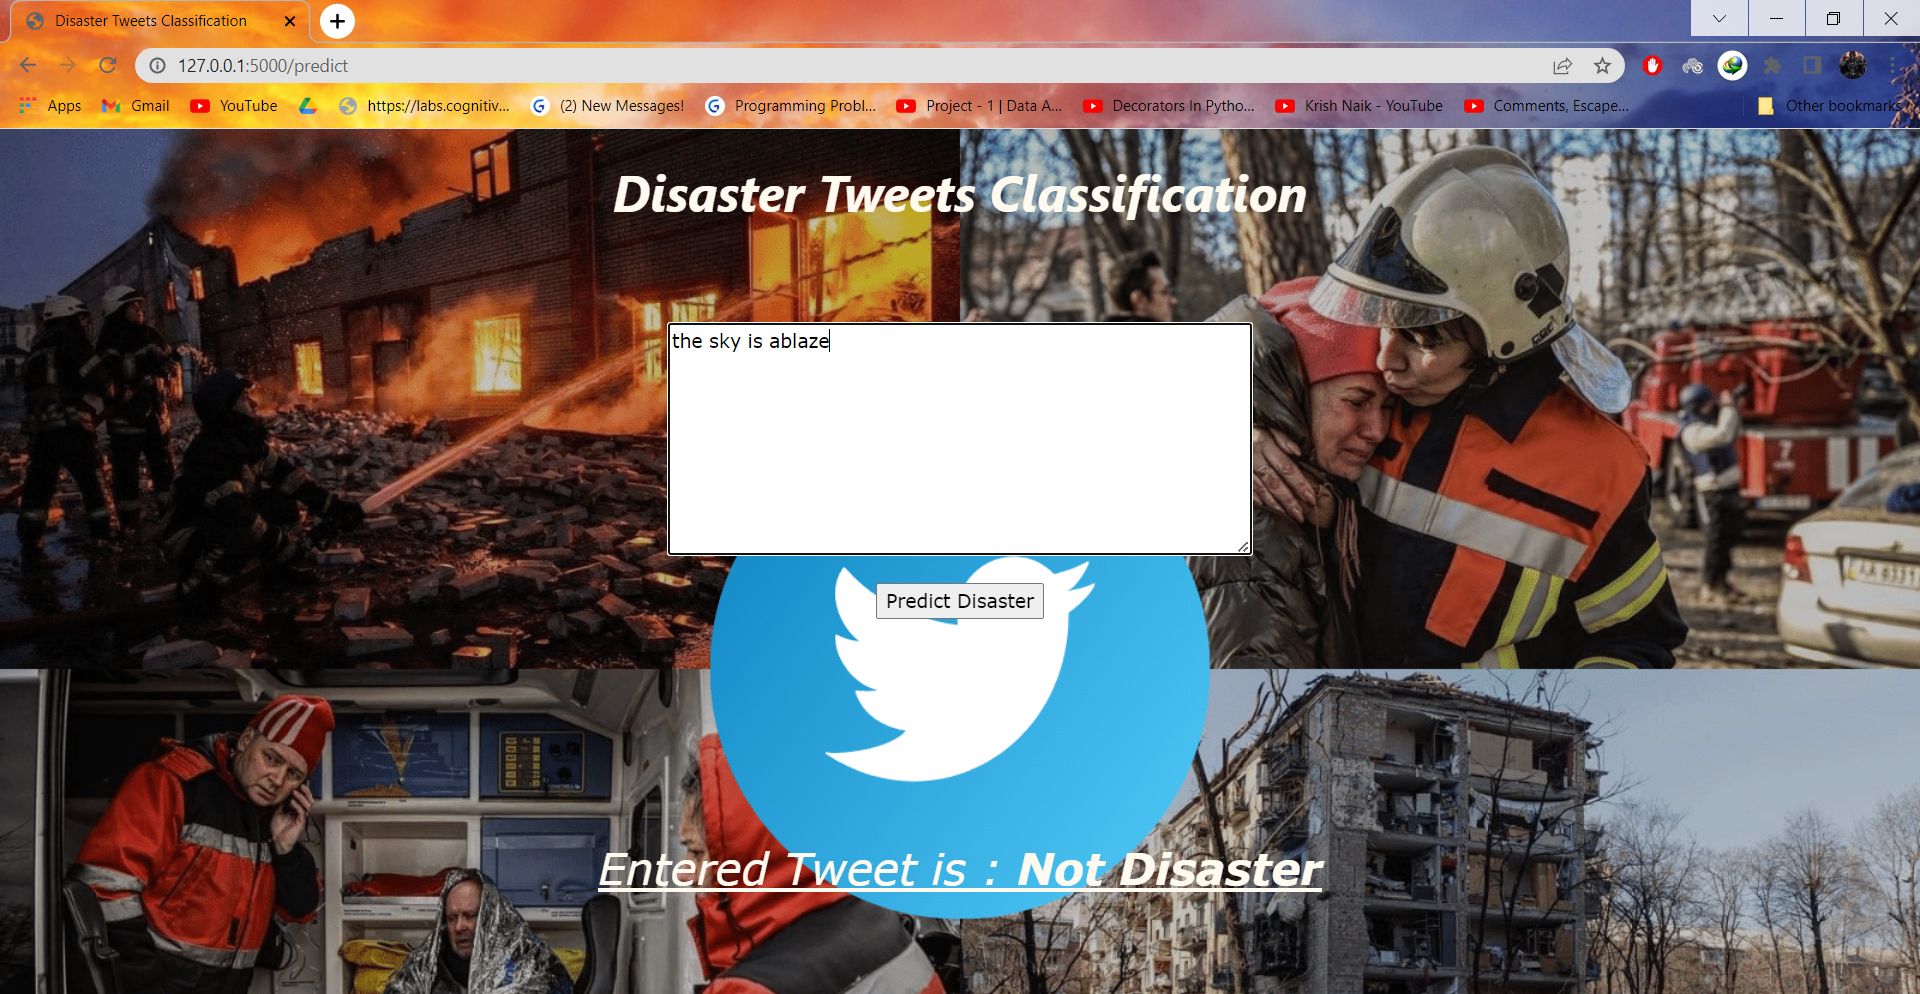 Disaster Tweets Classification
127.0.0.1:5000/predict
Apps Gmail YouTube https://labs.cognitiv... (2) New Messages! Programming Probl... Project - 1 | Data A... Decorators In Pytho... Krish Naik - YouTube Comments, Escape... Other bookmarks
Disaster Tweets Classification
the sky is ablaze
Predict Disaster
Entered Tweet is : Not Disaster